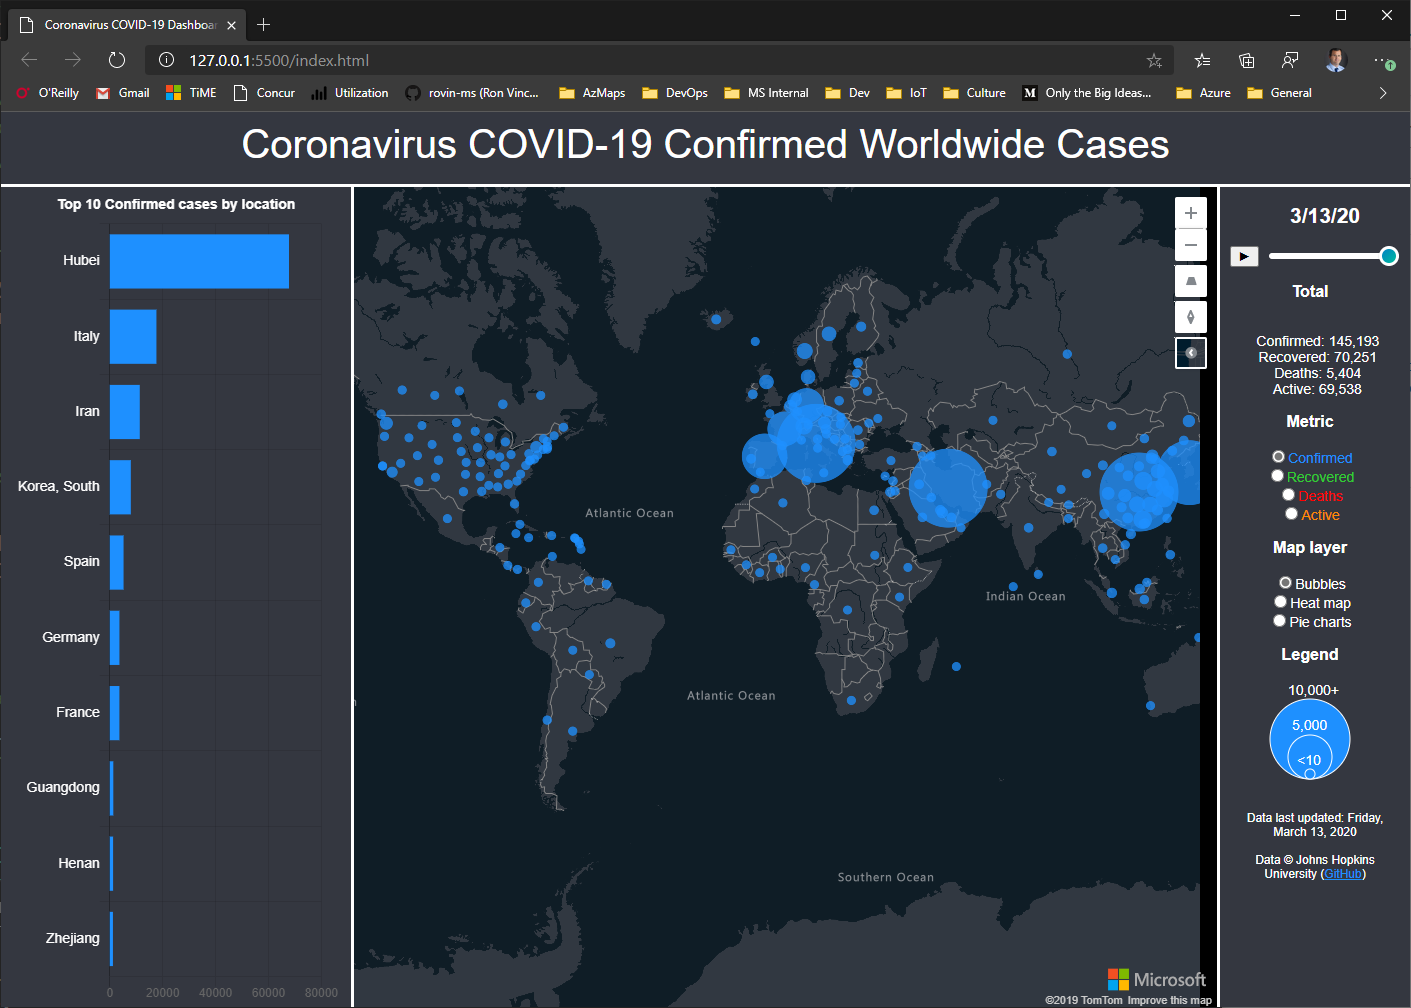 Coronavirus COVID-19 Dashboar
127.0.0.1:5500/index.html
O'Reilly
Gmail
TiME
Concur
Utilization
rovin-ms (Ron Vinc...
AzMaps
DevOps
MS Internal
Dev
IoT
Culture
M
Only the Big Ideas...
Azure
General
Coronavirus COVID-19 Confirmed Worldwide Cases
Top 10 Confirmed cases by location
Hubei
Italy
Iran
Korea, South
Spain
Germany
France
Guangdong
Henan
Zhejiang
0 20000 40000 60000 80000
Atlantic Ocean
Indian Ocean
Atlantic Ocean
Southern Ocean
Microsoft
©2019 TomTom Improve this map
3/13/20
Total
Confirmed: 145,193
Recovered: 70,251
Deaths: 5,404
Active: 69,538
Metric
Confirmed
Recovered
Deaths
Active
Map layer
Bubbles
Heat map
Pie charts
Legend
10,000+
5,000
<10
Data last updated: Friday,
March 13, 2020
Data © Johns Hopkins
University (GitHub)